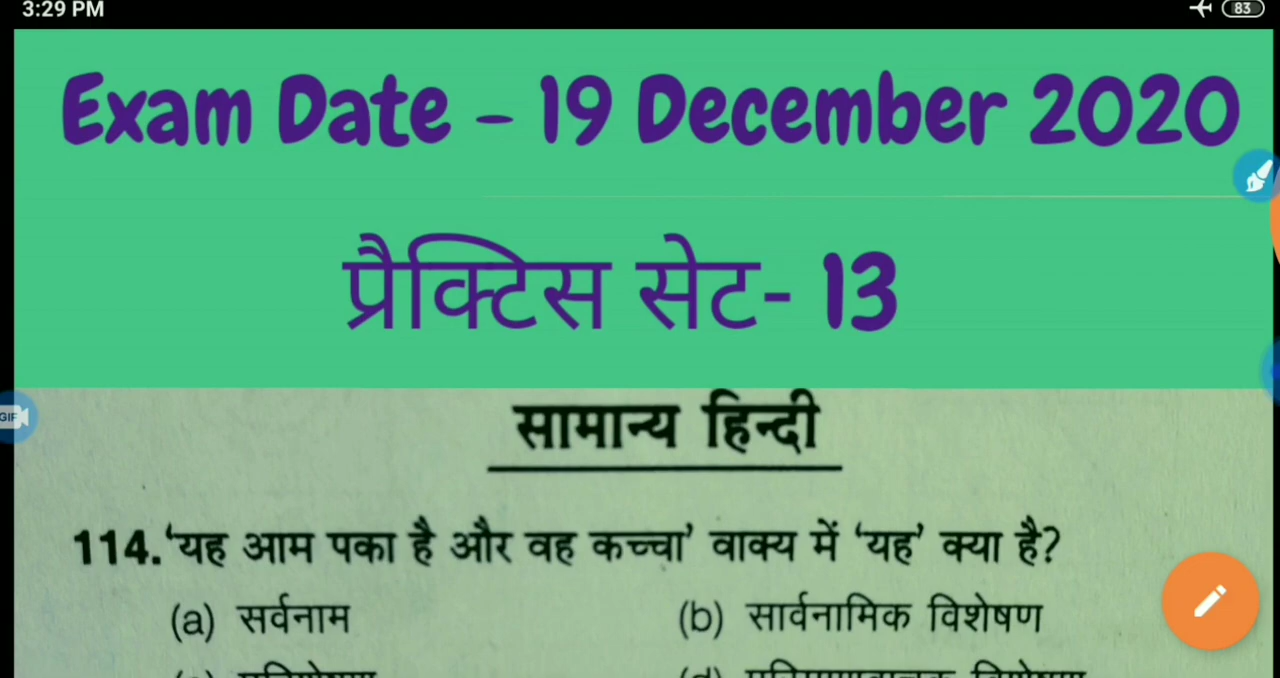 3:29 PM
83
Exam Date - 19 December 2020
प्रैक्टिस सेट- 13
GIF
सामान्य हिन्दी
114. 'यह आम पका है और वह कच्चा' वाक्य में 'यह' क्या है?
(a) सर्वनाम (b) सार्वनामिक विशेषण